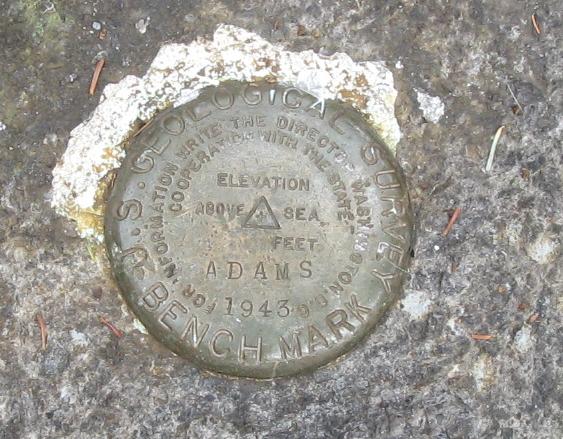 U.S. GEOLOGICAL SURVEY
BENCH MARK
FOR INFORMATION WRITE THE DIRECTOR WASHINGTON D.C.
COOPERATION WITH THE STATE
ELEVATION
ABOVE SEA
FEET
ADAMS
1943